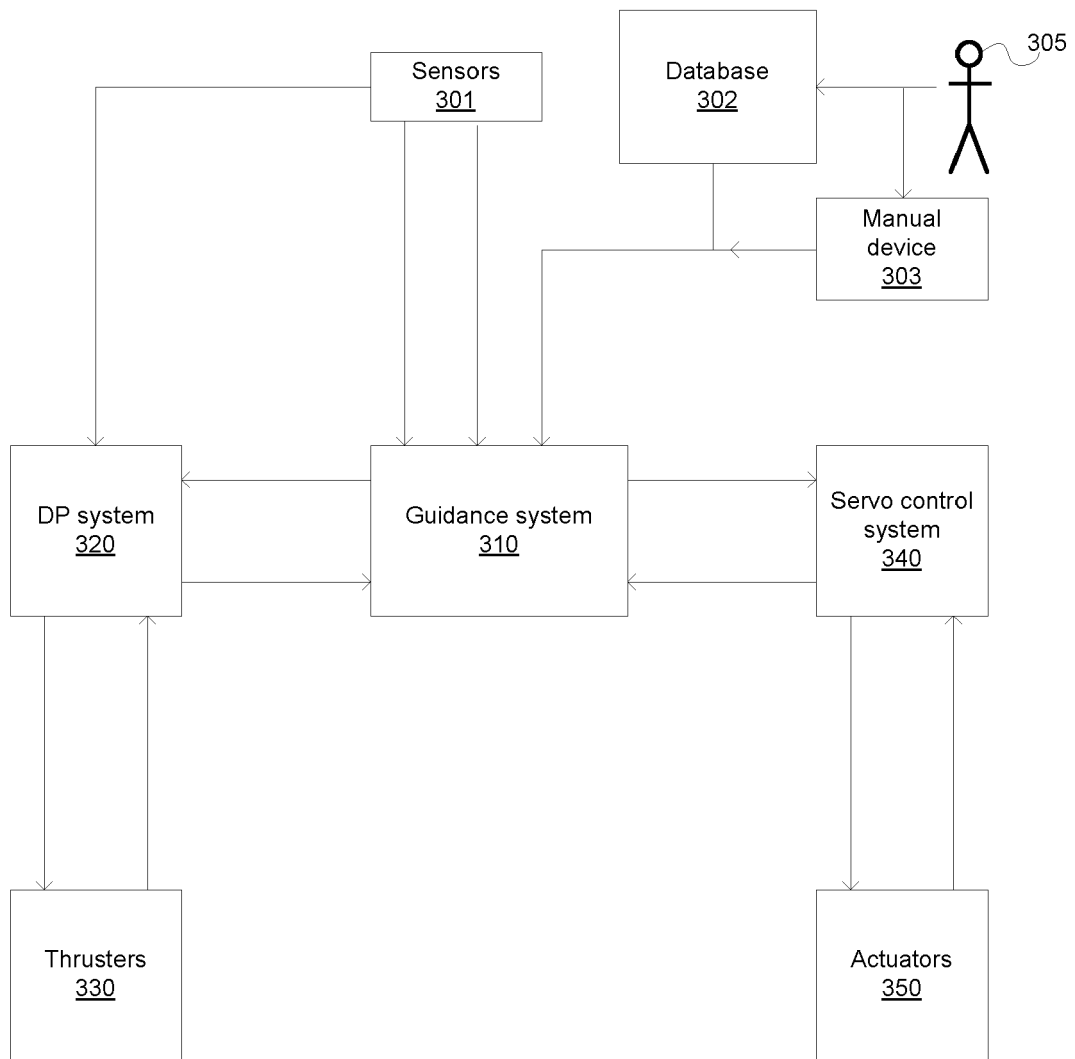 Sensors
301
Database
302
305
Manual
device
303
DP system
320
Guidance system
310
Servo control
system
340
Thrusters
330
Actuators
350